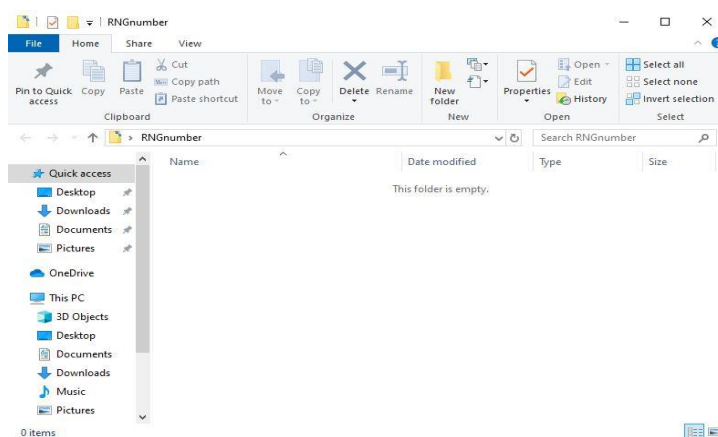 RNGnumber
File Home Share View
Pin to Quick access
Copy
Paste
Cut
Copy path
Paste shortcut
Clipboard
Move to
Copy to
Delete
Rename
Organize
New folder
New
Properties
Open
Edit
History
Open
Select all
Select none
Invert selection
Select
RNGnumber
Search RNGnumber
Name Date modified Type Size
This folder is empty.
Quick access
Desktop
Downloads
Documents
Pictures
OneDrive
This PC
3D Objects
Desktop
Documents
Downloads
Music
Pictures
0 items